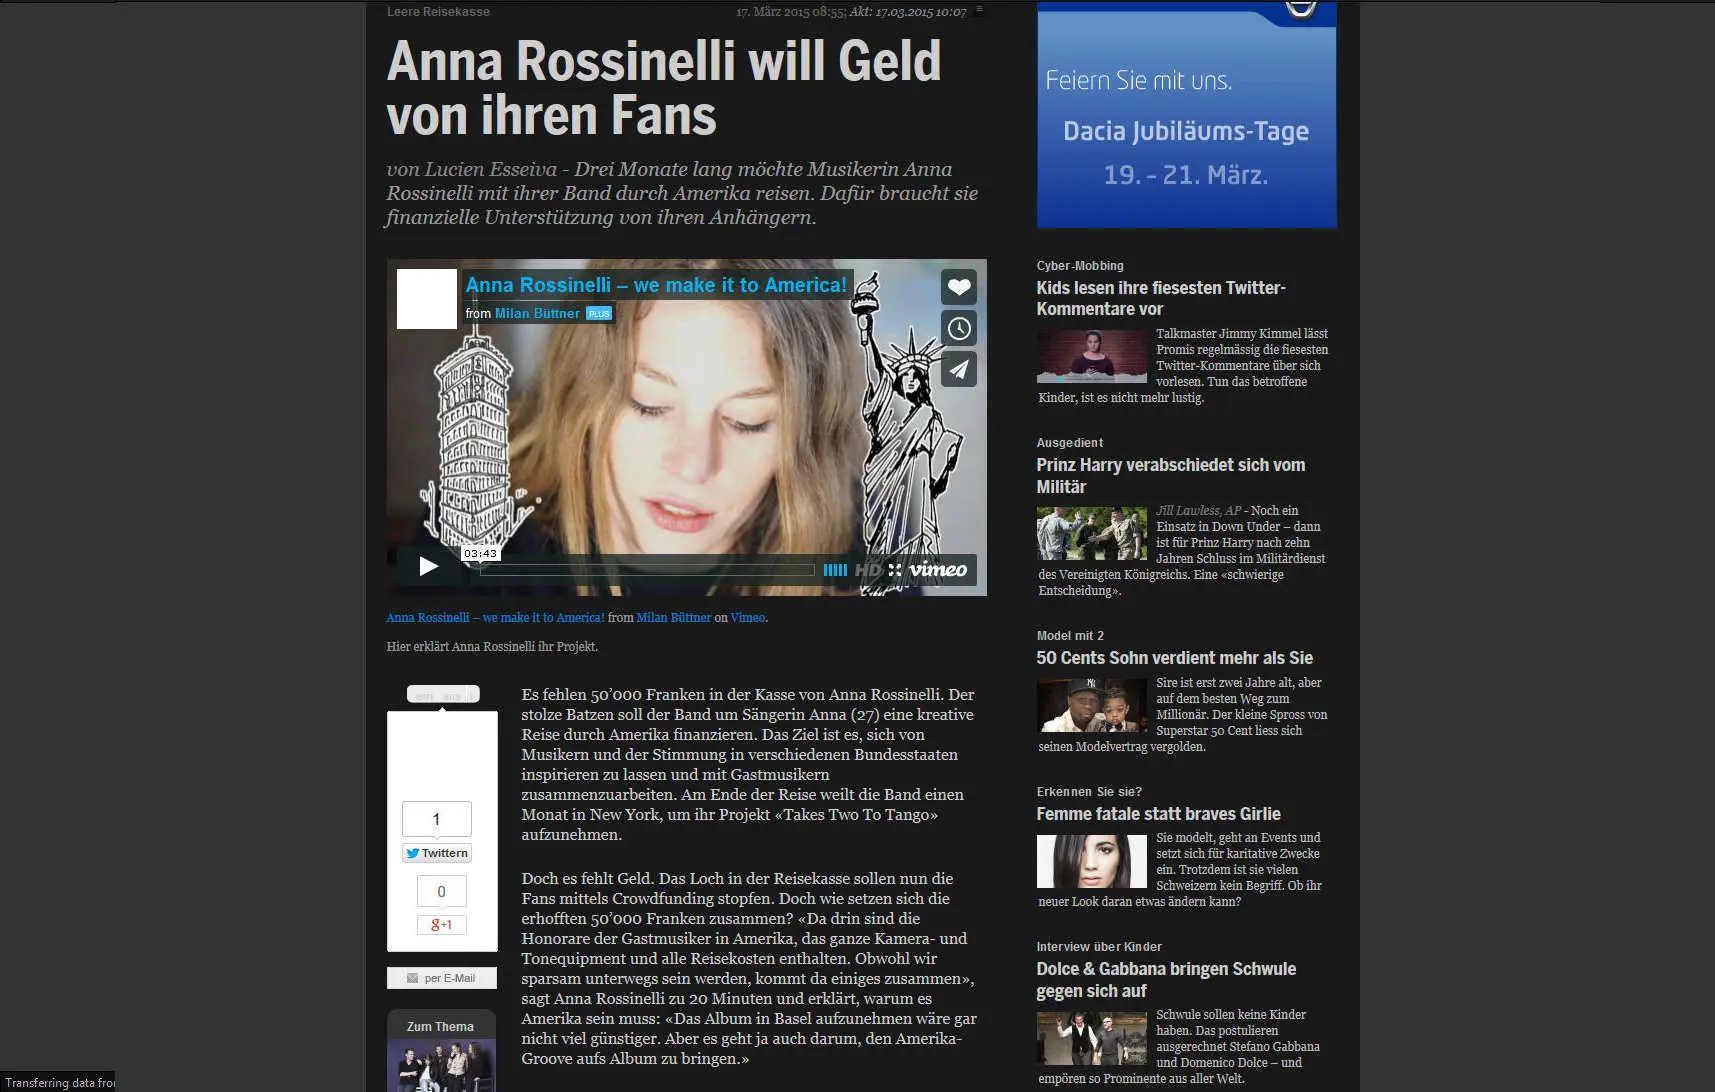 Leere Reisekasse
17. März 2015 08:55; Akt: 17.03.2015 10:07
Anna Rossinelli will Geld
von ihren Fans
von Lucien Esseiva - Drei Monate lang möchte Musikerin Anna
Rossinelli mit ihrer Band durch Amerika reisen. Dafür braucht sie
finanzielle Unterstützung von ihren Anhängern.
Anna Rossinelli – we make it to America!
from Milan Büttner PLUS
03:43
HD vimeo
Anna Rossinelli – we make it to America! from Milan Büttner on Vimeo.
Hier erklärt Anna Rossinelli ihr Projekt.
1
Twittern
0
g+1
per E-Mail
Zum Thema
Es fehlen 50’000 Franken in der Kasse von Anna Rossinelli. Der
stolze Batzen soll der Band um Sängerin Anna (27) eine kreative
Reise durch Amerika finanzieren. Das Ziel ist es, sich von
Musikern und der Stimmung in verschiedenen Bundesstaaten
inspirieren zu lassen und mit Gastmusikern
zusammenzuarbeiten. Am Ende der Reise weilt die Band einen
Monat in New York, um ihr Projekt «Takes Two To Tango»
aufzunehmen.
Doch es fehlt Geld. Das Loch in der Reisekasse sollen nun die
Fans mittels Crowdfunding stopfen. Doch wie setzen sich die
erhofften 50’000 Franken zusammen? «Da drin sind die
Honorare der Gastmusiker in Amerika, das ganze Kamera- und
Tonequipment und alle Reisekosten enthalten. Obwohl wir
sparsam unterwegs sein werden, kommt da einiges zusammen»,
sagt Anna Rossinelli zu 20 Minuten und erklärt, warum es
Amerika sein muss: «Das Album in Basel aufzunehmen wäre gar
nicht viel günstiger. Aber es geht ja auch darum, den Amerika-
Groove aufs Album zu bringen.»
Feiern Sie mit uns.
Dacia Jubiläums-Tage
19. – 21. März.
Cyber-Mobbing
Kids lesen ihre fiesesten Twitter-
Kommentare vor
Talkmaster Jimmy Kimmel lässt
Promis regelmässig die fiesesten
Twitter-Kommentare über sich
vorlesen. Tun das betroffene
Kinder, ist es nicht mehr lustig.
Ausgedient
Prinz Harry verabschiedet sich vom
Militär
Jill Lawless, AP - Noch ein
Einsatz in Down Under – dann
ist für Prinz Harry nach zehn
Jahren Schluss im Militärdienst
des Vereinigten Königreichs. Eine «schwierige
Entscheidung».
Model mit 2
50 Cents Sohn verdient mehr als Sie
Sire ist erst zwei Jahre alt, aber
auf dem besten Weg zum
Millionär. Der kleine Spross von
Superstar 50 Cent liess sich
seinen Modelvertrag vergolden.
Erkennen Sie sie?
Femme fatale statt braves Girlie
Sie modelt, geht an Events und
setzt sich für karitative Zwecke
ein. Trotzdem ist sie vielen
Schweizern kein Begriff. Ob ihr
neuer Look daran etwas ändern kann?
Interview über Kinder
Dolce & Gabbana bringen Schwule
gegen sich auf
Schwule sollen keine Kinder
haben. Das postulieren
ausgerechnet Stefano Gabbana
und Domenico Dolce – und
empören so Prominente aus aller Welt.
Transferring data from